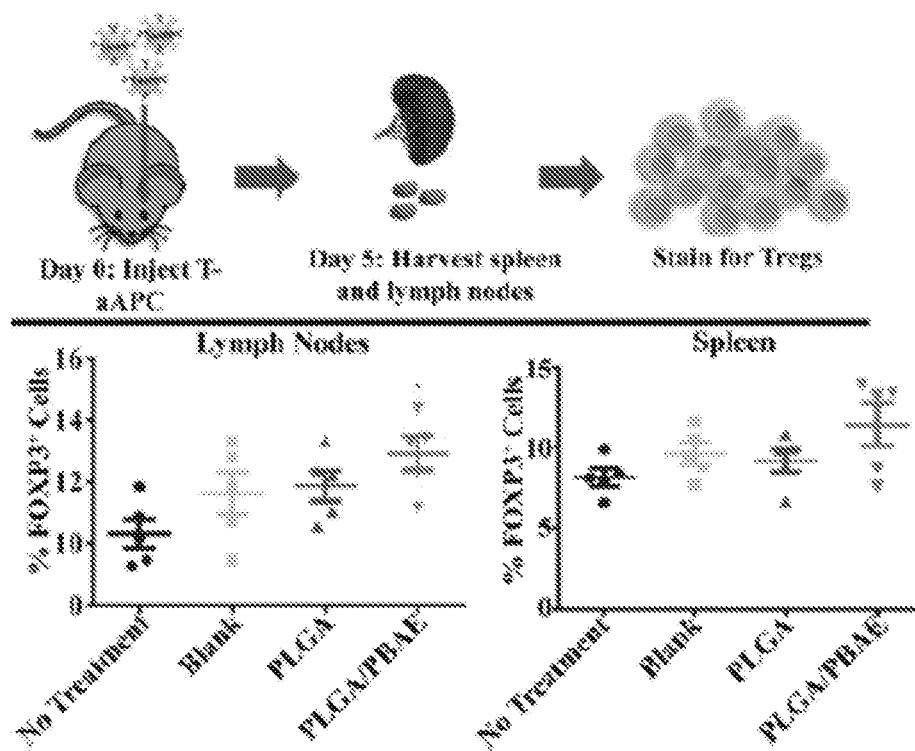 Day 0: Inject T-
aAPC
Day 5: Harvest spleen
and lymph nodes
Stain for Tregs
Lymph Nodes
% FOXP3+ Cells
16
14
12
10
0
No Treatment
Blank
PLGA
PLGA/PBAE
Spleen
% FOXP3+ Cells
15
10
5
0
No Treatment
Blank
PLGA
PLGA/PBAE